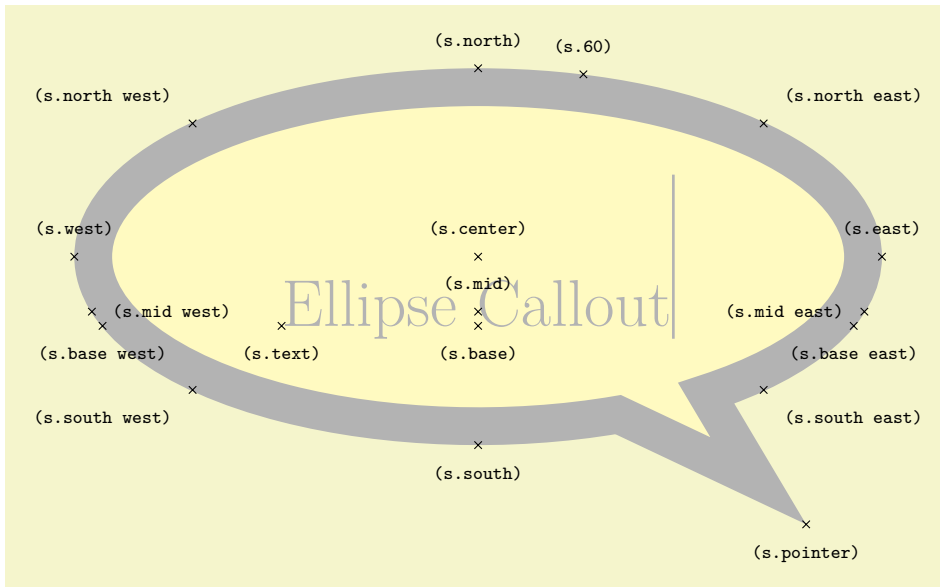 (s.north)
(s.60)
(s.north west)
(s.north east)
(s.west)
(s.center)
(s.east)
(s.mid)
Ellipse Callout
(s.mid west)
(s.mid east)
(s.base west)
(s.text)
(s.base)
(s.base east)
(s.south west)
(s.south east)
(s.south)
(s.pointer)